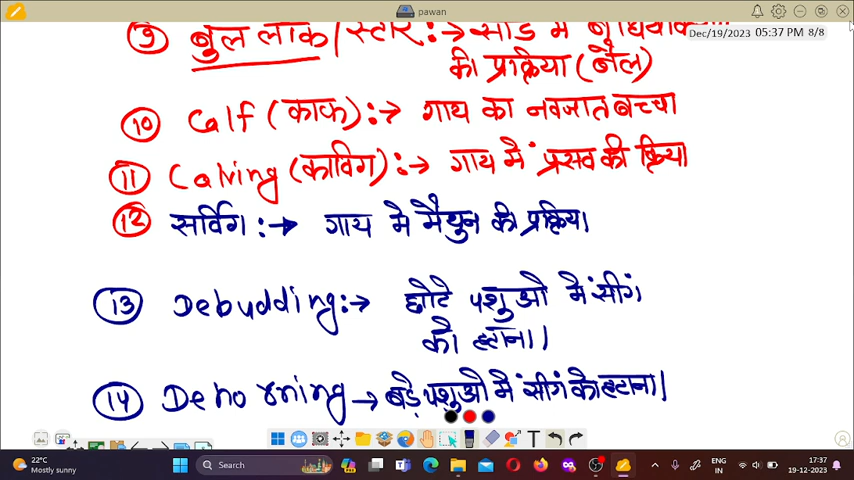 pawan
Dec/19/2023 05:37 PM 8/8
9 बुल लाक/स्टार :→ सांड मे बधियाकरण
की प्रक्रिया (बैल)
10 Calf (काफ) :→ गाय का नवजात बच्चा
11 Calving (काविंग) :→ गाय में प्रसव की क्रिया
12 सर्विग :→ गाय मे मैथुन की प्रक्रिया
13 Debudding :→ छोटे पशुओ में सींग
को हटाना।
14 Dehorning → बड़े पशुओ में सींग को हटाना।
22°C
Mostly sunny
Search
ENG
IN
17:37
19-12-2023